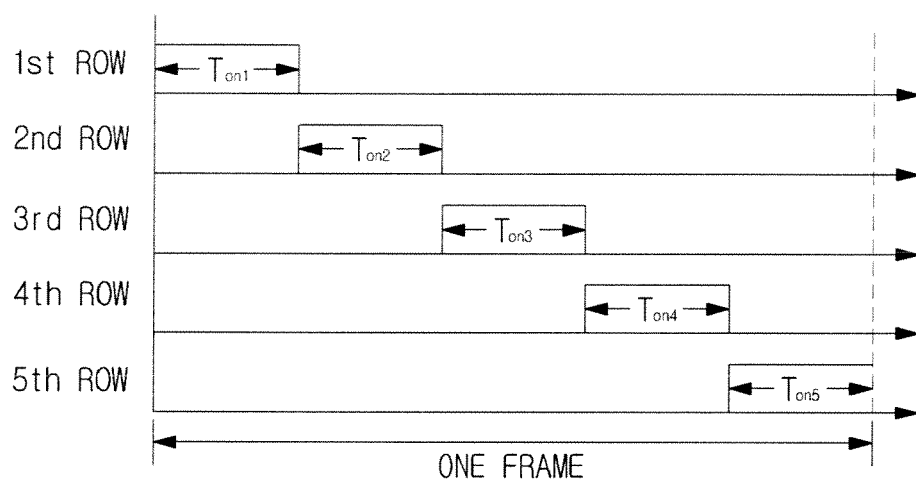 1st ROW
Ton1
2nd ROW
Ton2
3rd ROW
Ton3
4th ROW
Ton4
5th ROW
Ton5
ONE FRAME